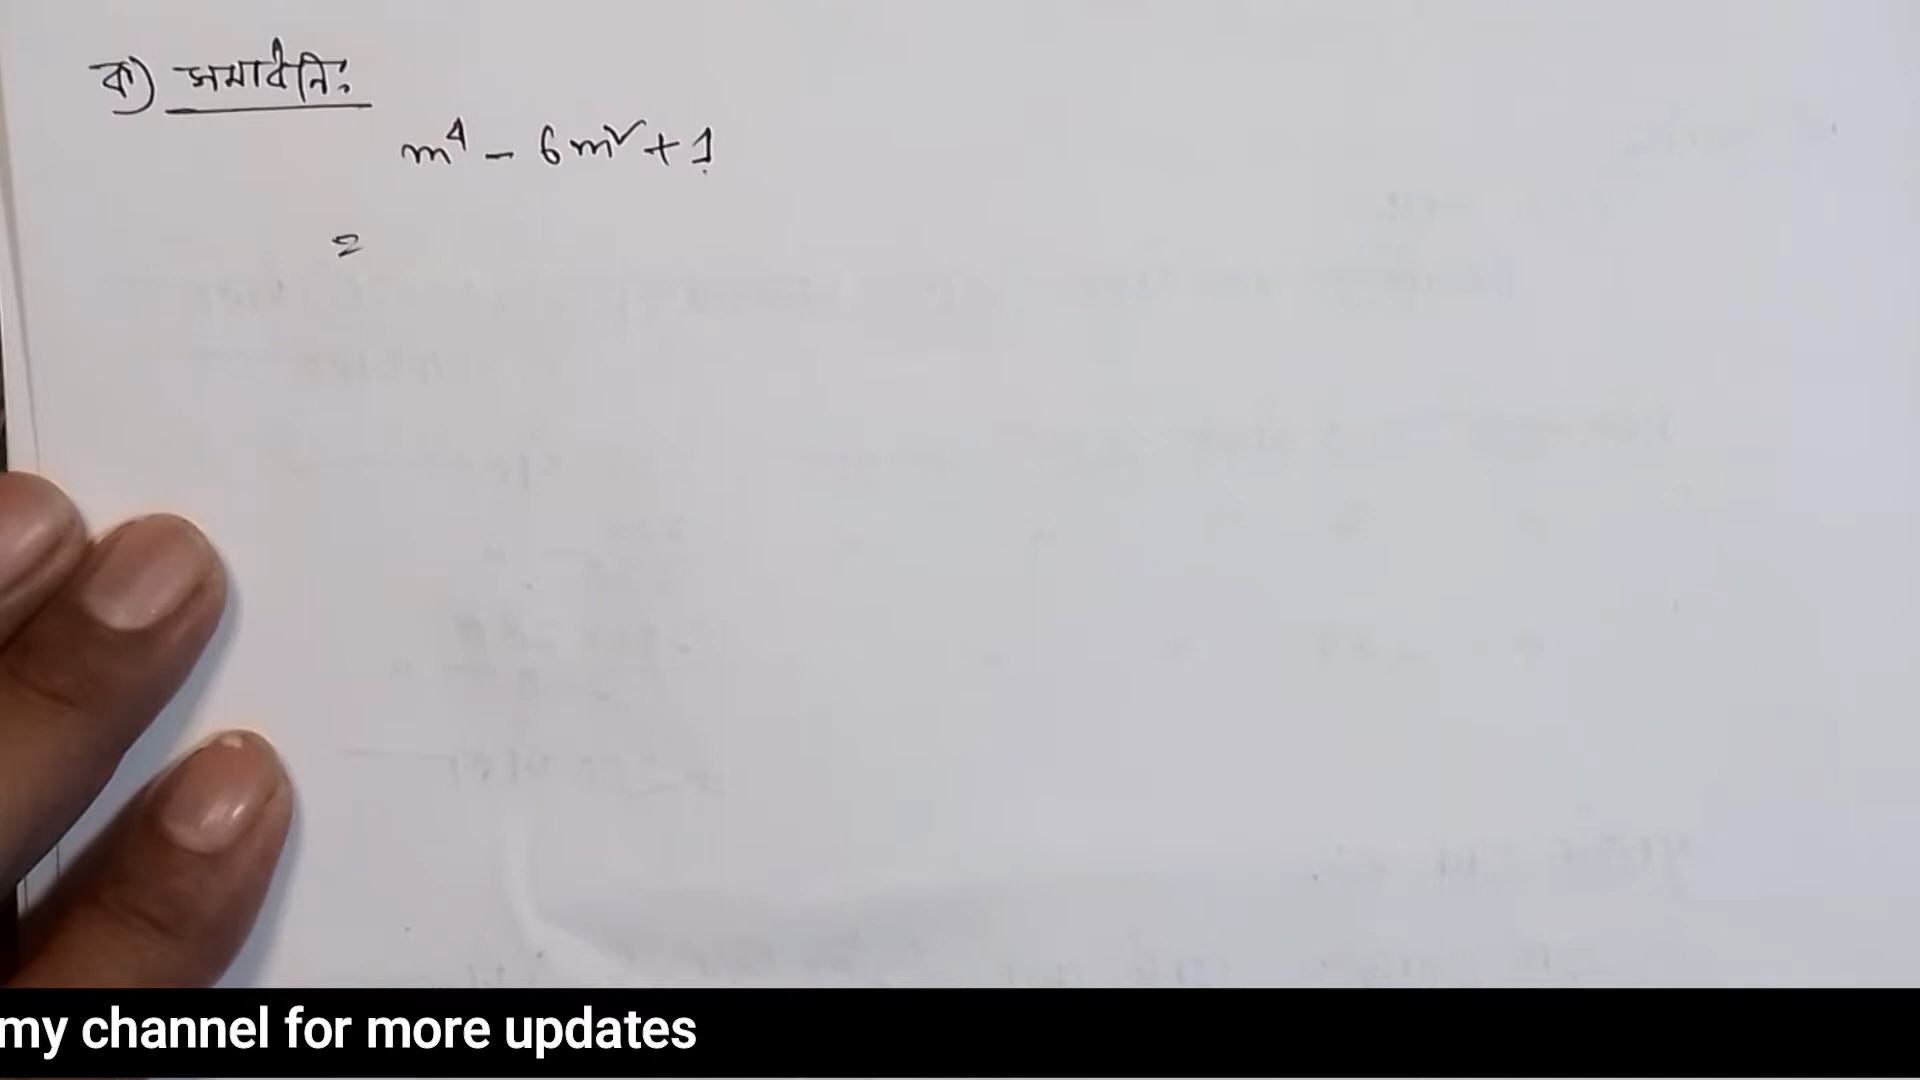 ক) সমাধান:
m⁴ - 6m² + 1
=
my channel for more updates